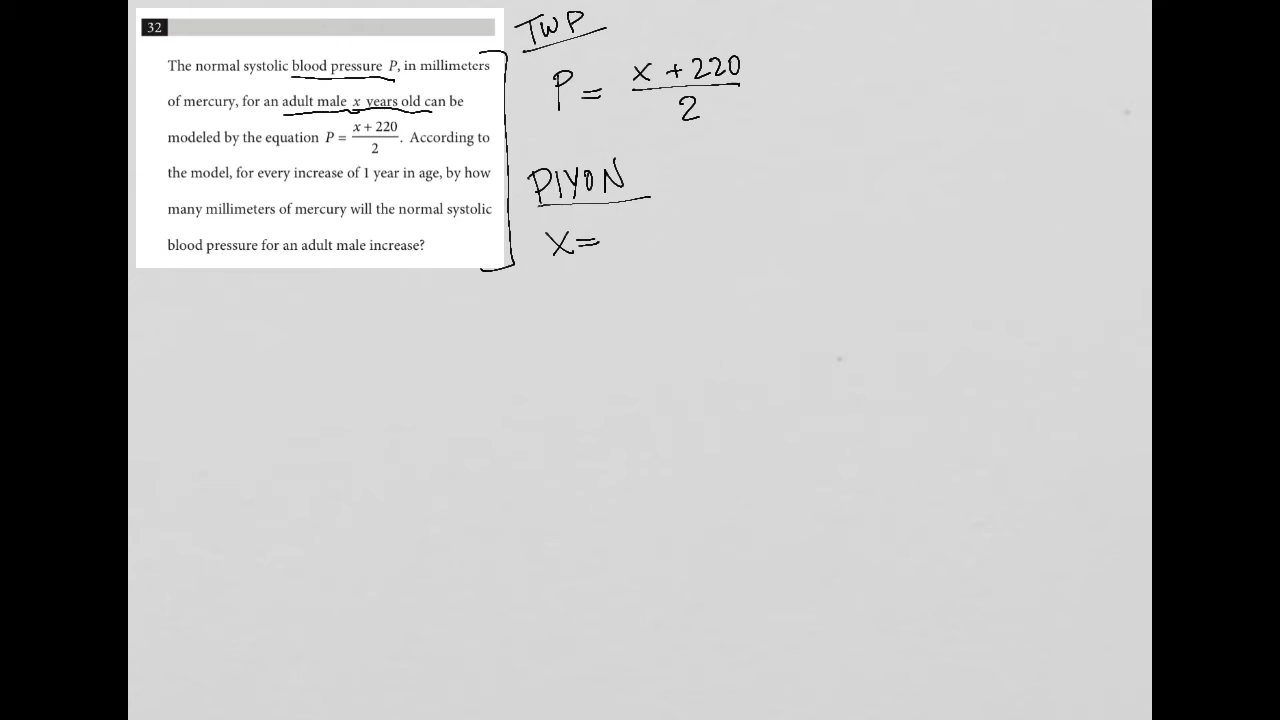 32
The normal systolic blood pressure P, in millimeters
of mercury, for an adult male x years old can be
modeled by the equation P = (x + 220)/2. According to
the model, for every increase of 1 year in age, by how
many millimeters of mercury will the normal systolic
blood pressure for an adult male increase?
TWP
P = (x + 220)/2
PIYON
X=